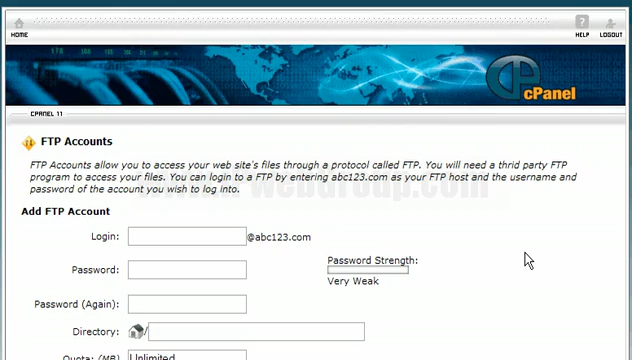 HOME
HELP
LOGOUT
cPanel
CPANEL 11
FTP Accounts
FTP Accounts allow you to access your web site's files through a protocol called FTP. You will need a thrid party FTP
program to access your files. You can login to a FTP by entering abc123.com as your FTP host and the username and
password of the account you wish to log into.
Add FTP Account
Login:
@abc123.com
Password:
Password Strength:
Very Weak
Password (Again):
Directory:
/
Quota: (MB)
Unlimited